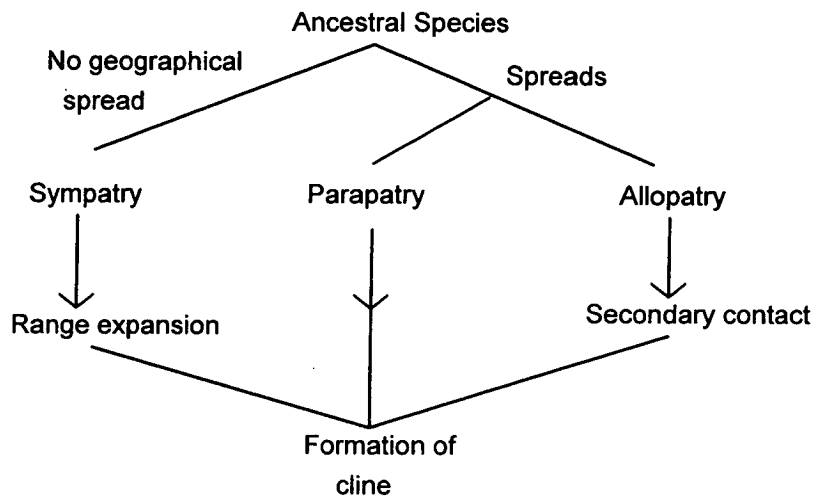 Ancestral Species
No geographical
spread
Spreads
Sympatry
Parapatry
Allopatry
Range expansion
Secondary contact
Formation of
cline